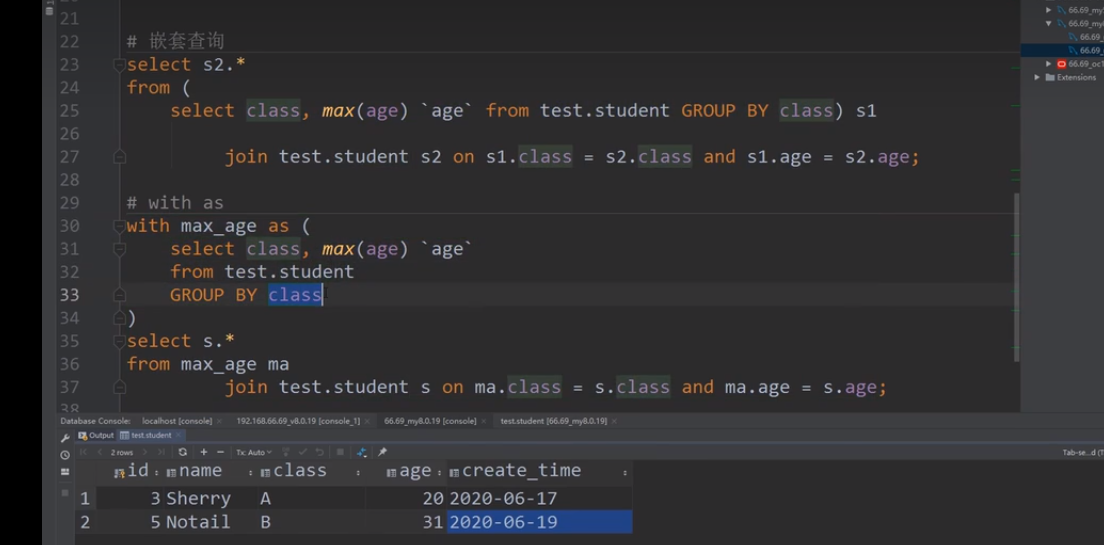 21
22 # 嵌套查询
23 select s2.*
24 from (
25 select class, max(age) `age` from test.student GROUP BY class) s1
26
27 join test.student s2 on s1.class = s2.class and s1.age = s2.age;
28
29 # with as
30 with max_age as (
31 select class, max(age) `age`
32 from test.student
33 GROUP BY class
34 )
35 select s.*
36 from max_age ma
37 join test.student s on ma.class = s.class and ma.age = s.age;
38
66.69_my
66.69_my
66.69_
66.69_
66.69_oc1
Extensions
Database Console: localhost [console] 192.168.66.69_v8.0.19 [console_1] 66.69_my8.0.19 [console] test.student [66.69_my8.0.19]
Output test.student
2 rows Tx: Auto Tab-se...d (T
id name class age create_time
1 3 Sherry A 20 2020-06-17
2 5 Notail B 31 2020-06-19